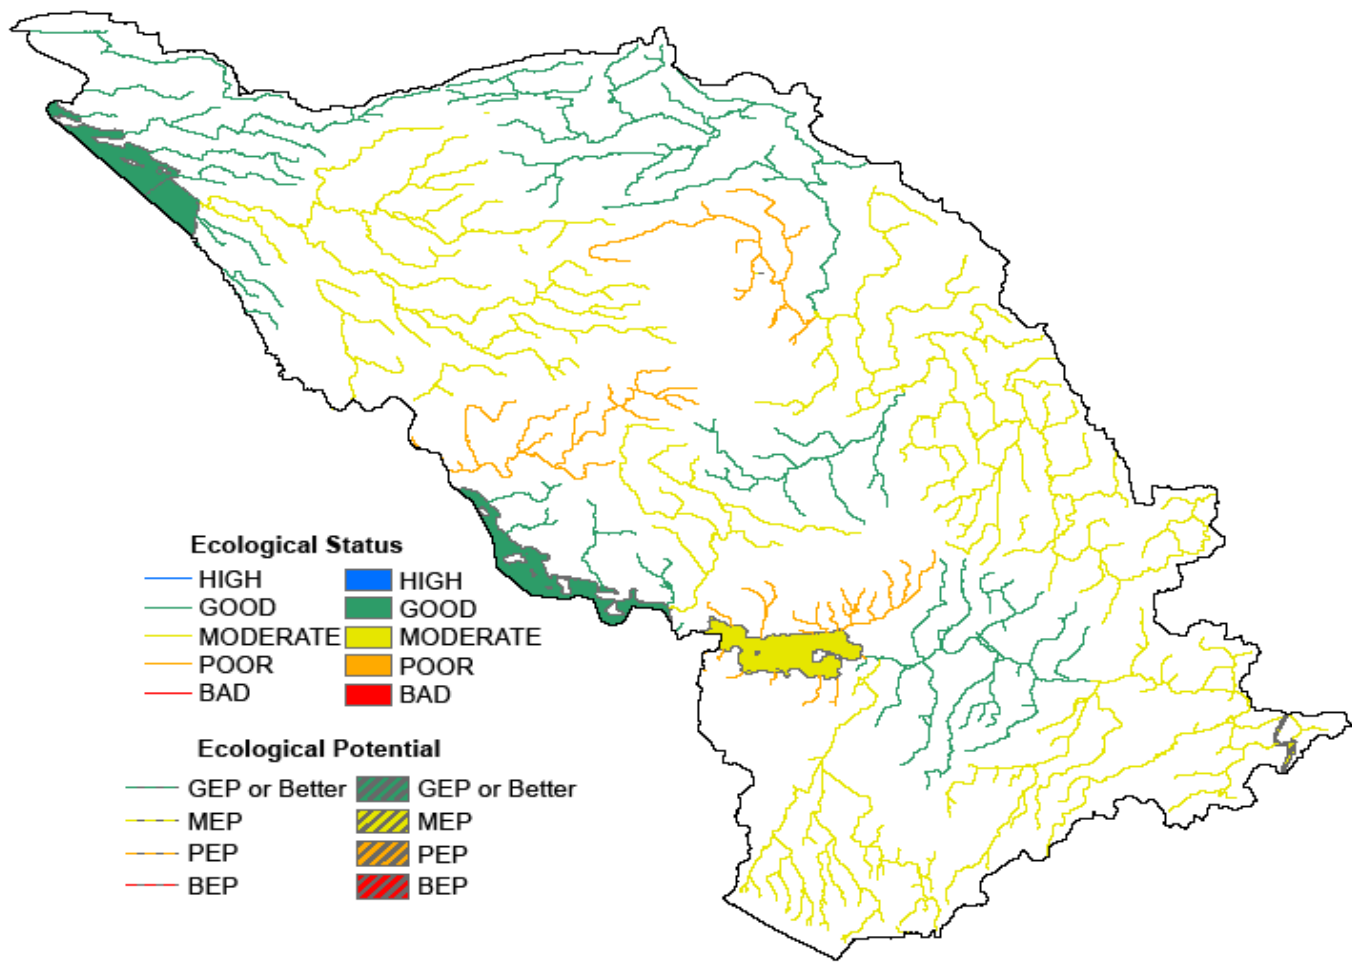 Ecological Status
HIGH HIGH
GOOD GOOD
MODERATE MODERATE
POOR POOR
BAD BAD
Ecological Potential
GEP or Better GEP or Better
MEP MEP
PEP PEP
BEP BEP